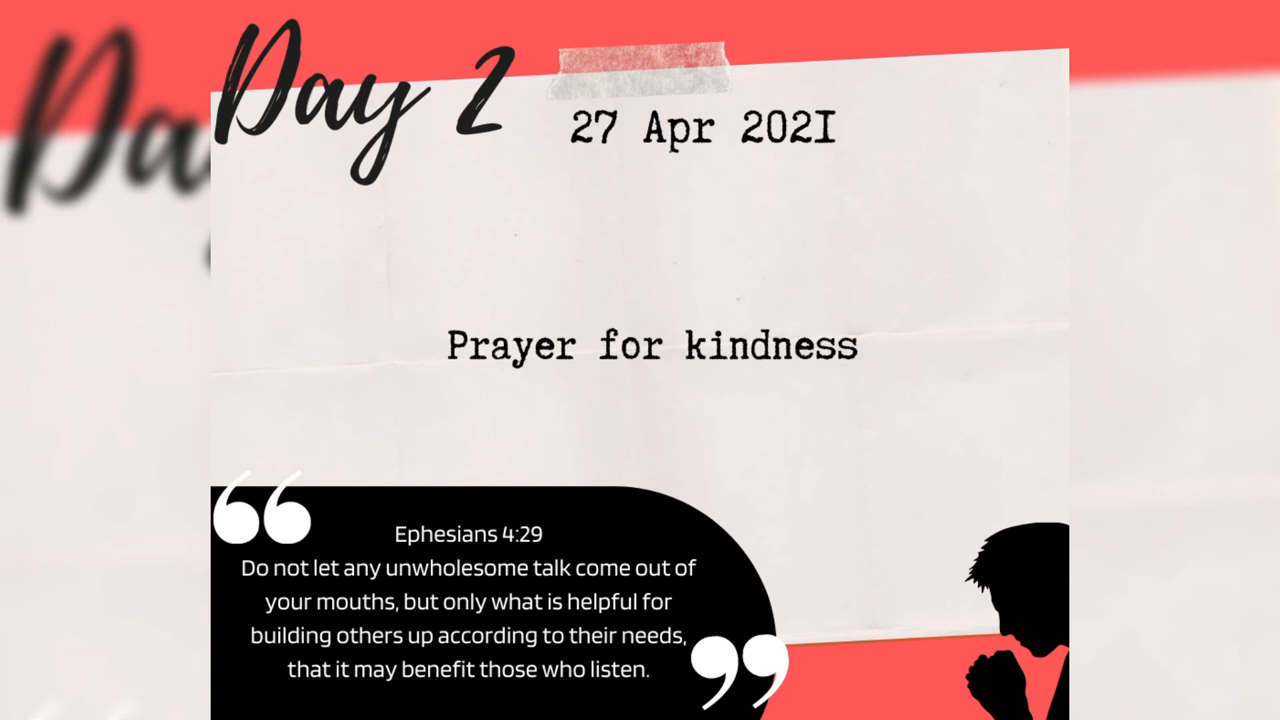 Day 2
27 Apr 2021
Prayer for kindness
Ephesians 4:29
Do not let any unwholesome talk come out of
your mouths, but only what is helpful for
building others up according to their needs,
that it may benefit those who listen.